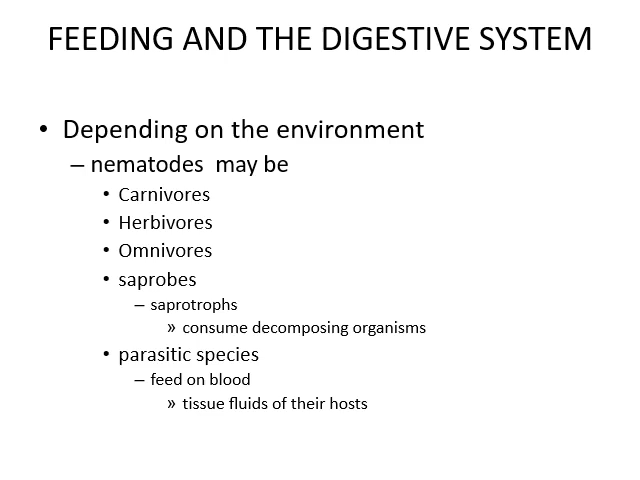 FEEDING AND THE DIGESTIVE SYSTEM
• Depending on the environment
– nematodes may be
• Carnivores
• Herbivores
• Omnivores
• saprobes
– saprotrophs
» consume decomposing organisms
• parasitic species
– feed on blood
» tissue fluids of their hosts